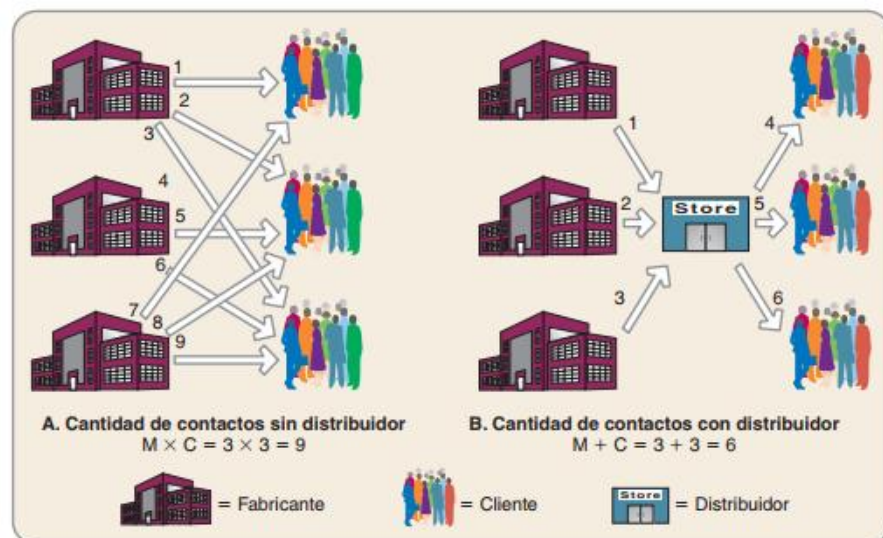 1
2
3
4
5
6
7
8
9
A. Cantidad de contactos sin distribuidor
M × C = 3 × 3 = 9
1
2
3
4
5
6
Store
B. Cantidad de contactos con distribuidor
M + C = 3 + 3 = 6
= Fabricante
= Cliente
Store
= Distribuidor